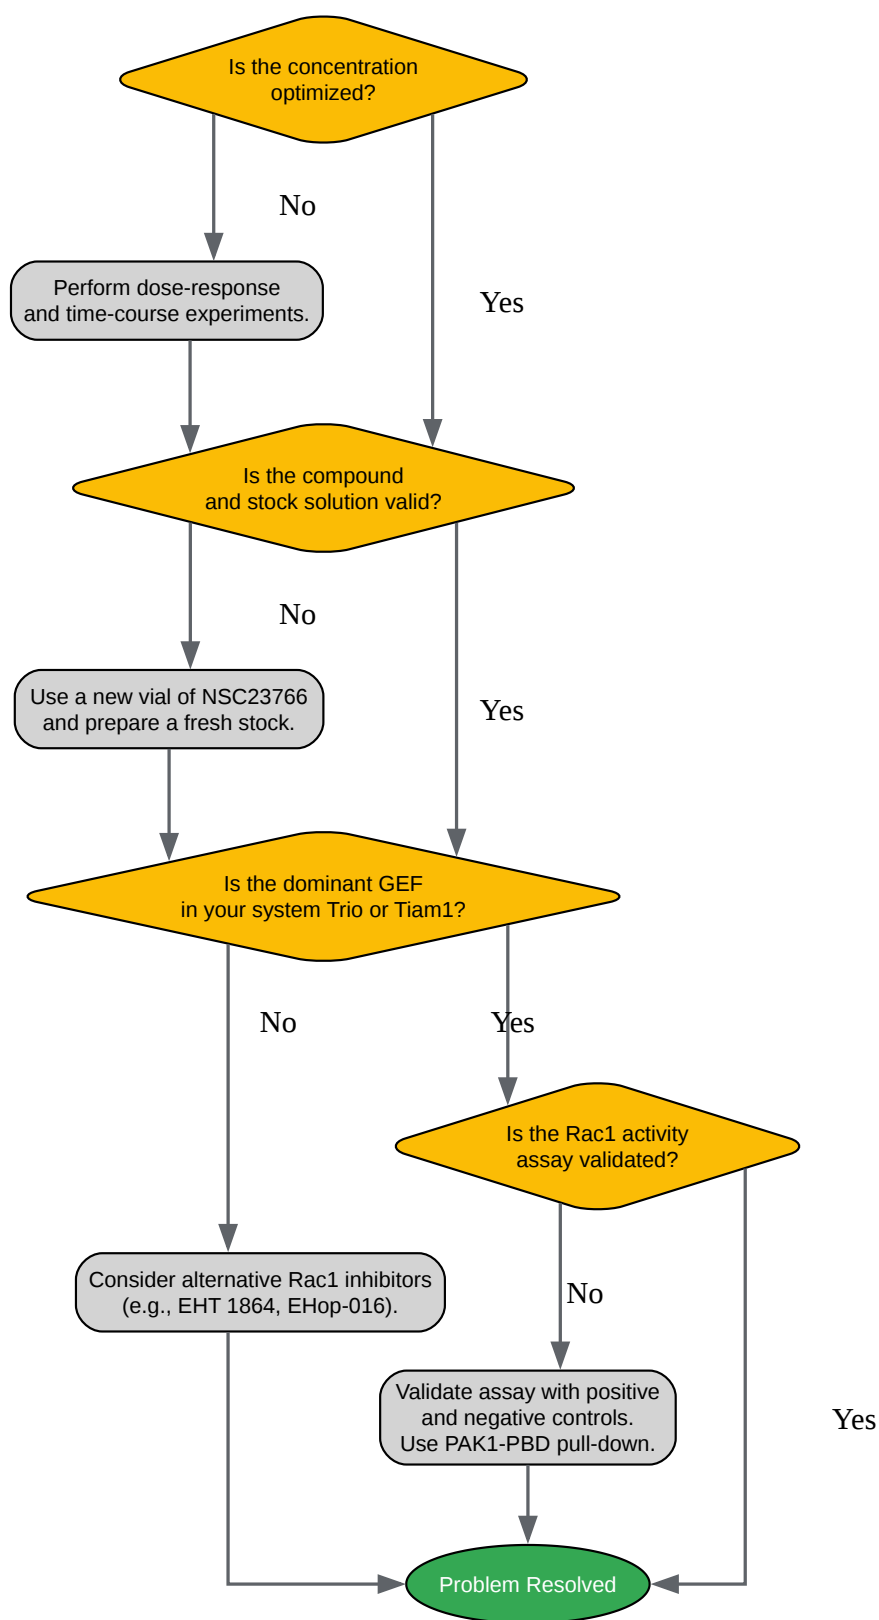 Is the concentration
optimized?
No
Perform dose-response
and time-course experiments.
Yes
Is the compound
and stock solution valid?
No
Use a new vial of NSC23766
and prepare a fresh stock.
Yes
Is the dominant GEF
in your system Trio or Tiam1?
No
Yes
Is the Rac1 activity
assay validated?
Consider alternative Rac1 inhibitors
(e.g., EHT 1864, EHop-016).
No
Validate assay with positive
and negative controls.
Use PAK1-PBD pull-down.
Yes
Problem Resolved